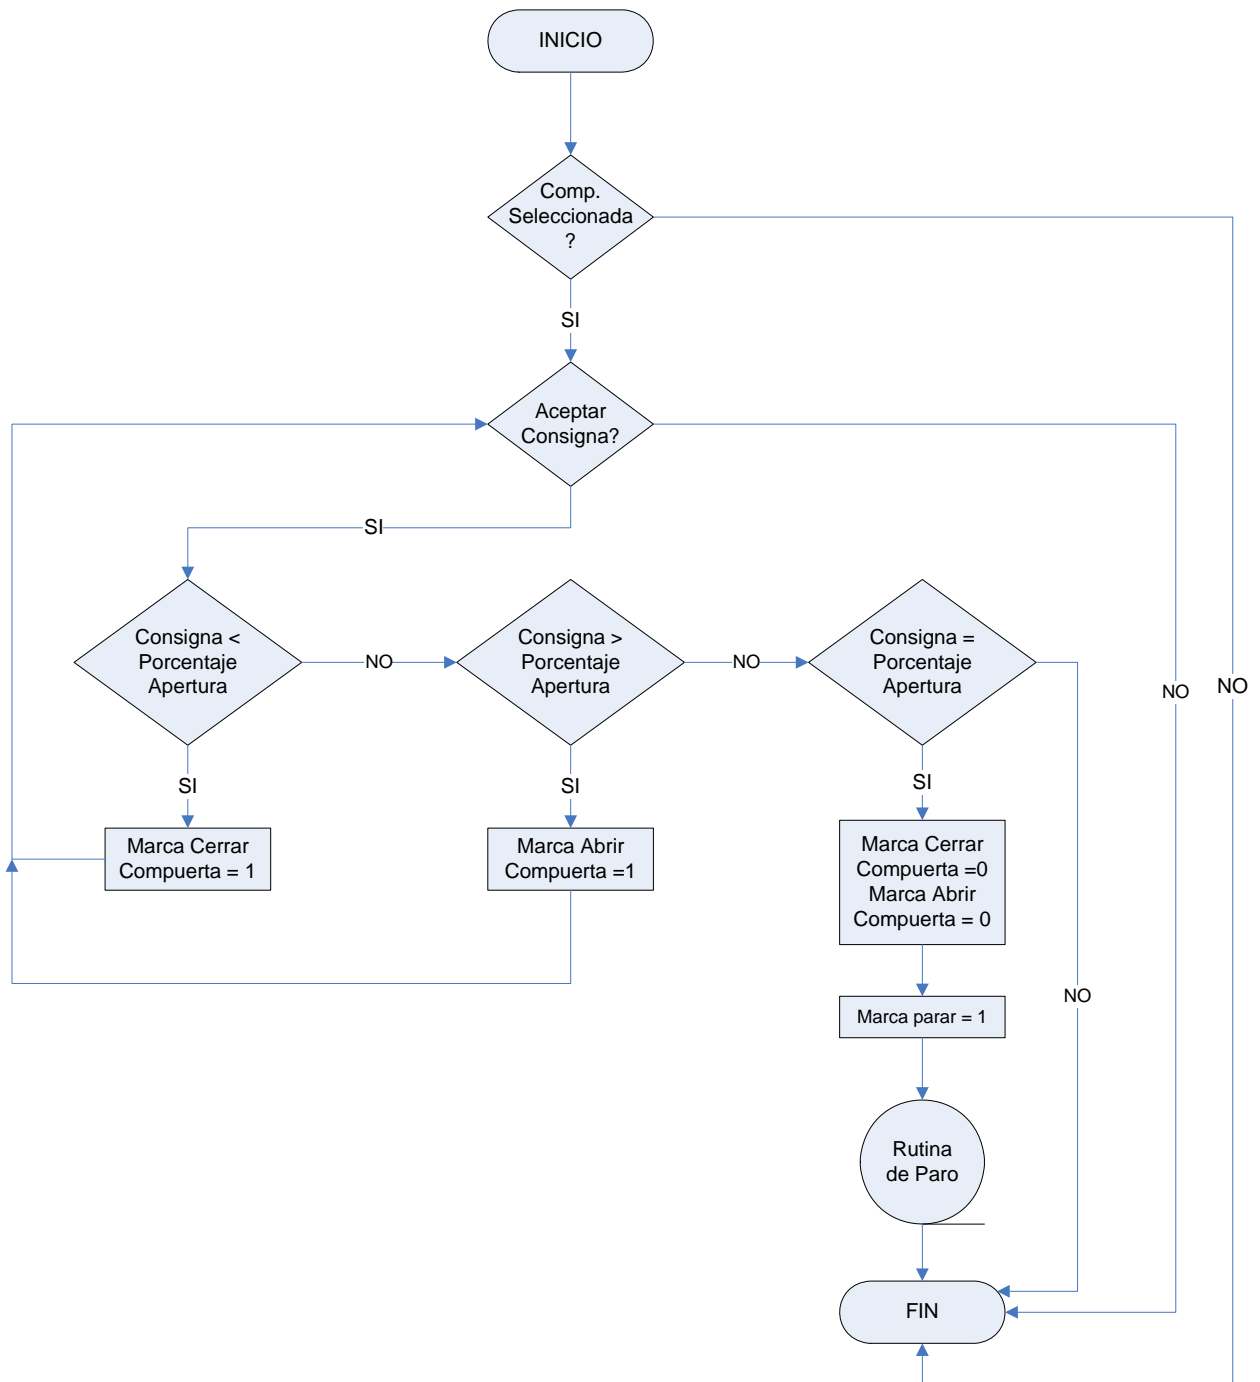 INICIO
Comp.
Seleccionada
?
SI
Aceptar
Consigna?
SI
Consigna <
Porcentaje
Apertura
NO
Consigna >
Porcentaje
Apertura
NO
Consigna =
Porcentaje
Apertura
NO
NO
SI
SI
SI
Marca Cerrar
Compuerta = 1
Marca Abrir
Compuerta =1
Marca Cerrar
Compuerta =0
Marca Abrir
Compuerta = 0
NO
Marca parar = 1
Rutina
de Paro
FIN